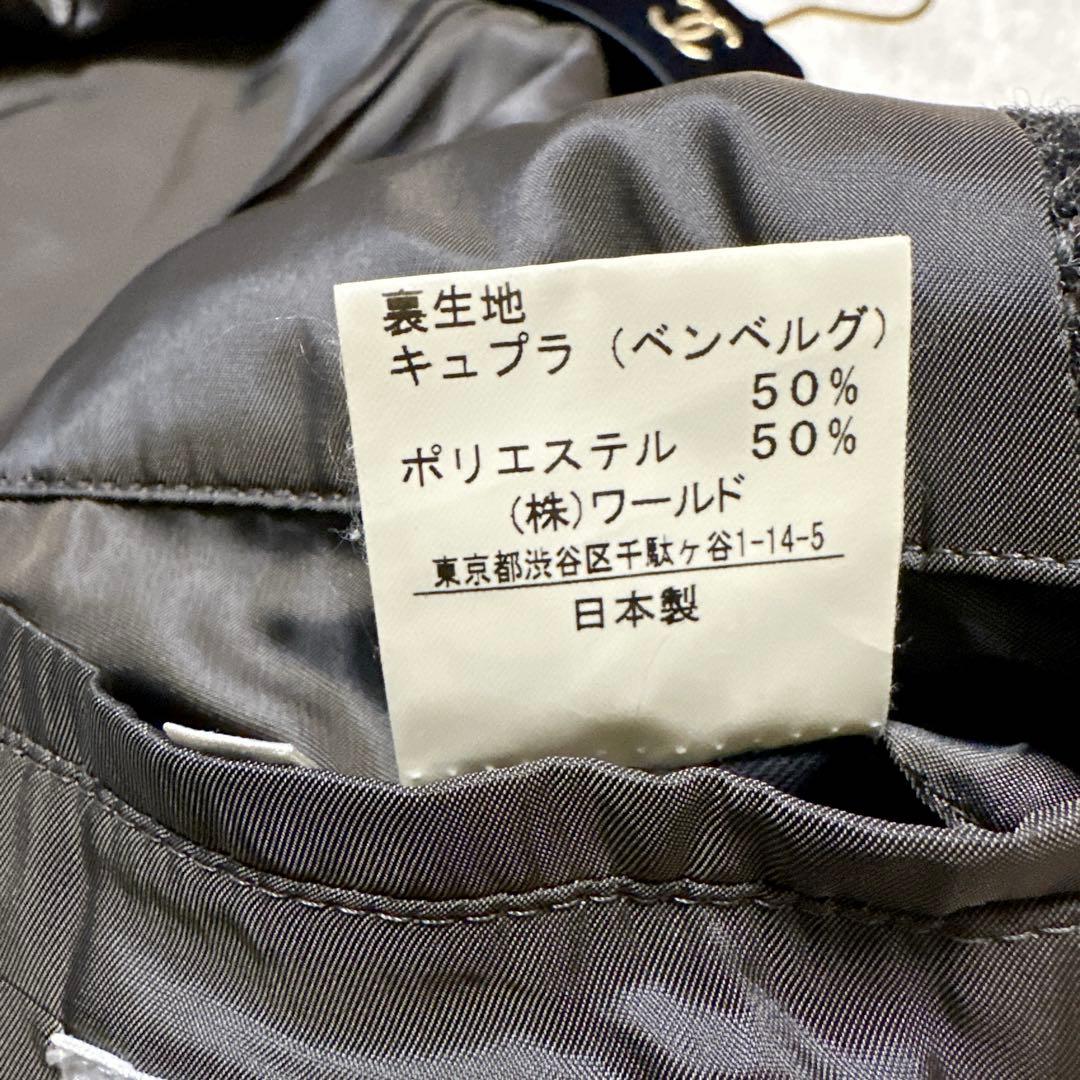 裏生地
キュプラ（ベンベルグ）
50%
ポリエステル 50%
(株)ワールド
東京都渋谷区千駄ヶ谷1-14-5
日本製